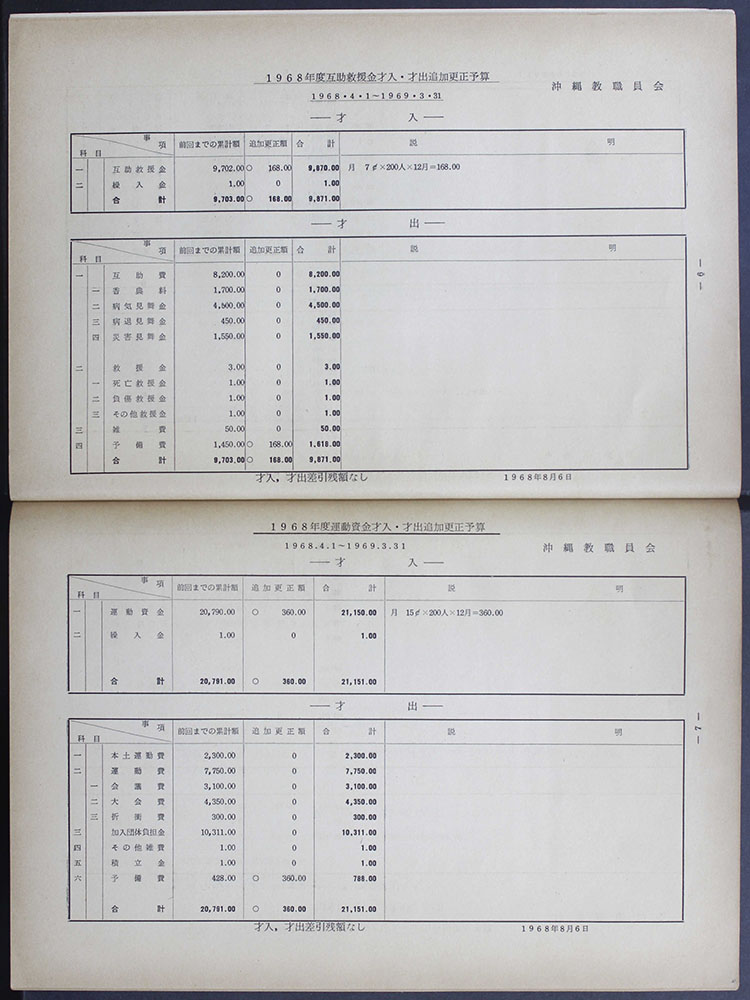 1968年度互助救援金才入・才出追加更正予算
沖縄教職員会
1968・4・1~1969・3・31
―― 才 入 ――
科目 事項 前回までの累計額 追加更正額 合計 説明
一 互助救援金 9,702.00 ○ 168.00 9,870.00 月 7￠×200人×12月=168.00
二 繰入金 1.00 0 1.00
合計 9,703.00 ○ 168.00 9,871.00
―― 才 出 ――
科目 事項 前回までの累計額 追加更正額 合計 説明
一 互助費 8,200.00 0 8,200.00
一 香典料 1,700.00 0 1,700.00
二 病気見舞金 4,500.00 0 4,500.00
三 病退見舞金 450.00 0 450.00
四 災害見舞金 1,550.00 0 1,550.00
二 救援金 3.00 0 3.00
一 死亡救援金 1.00 0 1.00
二 負傷救援金 1.00 0 1.00
三 その他救援金 1.00 0 1.00
三 雑費 50.00 0 50.00
四 予備費 1,450.00 ○ 168.00 1,618.00
合計 9,703.00 ○ 168.00 9,871.00
才入,才出差引残額なし
1968年8月6日
― 6 ―
1968年度運動資金才入・才出追加更正予算
沖縄教職員会
1968.4.1~1969.3.31
―― 才 入 ――
科目 事項 前回までの累計額 追加更正額 合計 説明
一 運動資金 20,790.00 ○ 360.00 21,150.00 月 15￠×200人×12月=360.00
二 繰入金 1.00 0 1.00
合計 20,791.00 ○ 360.00 21,151.00
―― 才 出 ――
科目 事項 前回までの累計額 追加更正額 合計 説明
一 本土運動費 2,300.00 0 2,300.00
二 運動費 7,750.00 0 7,750.00
一 会議費 3,100.00 0 3,100.00
二 大会費 4,350.00 0 4,350.00
三 折衝費 300.00 0 300.00
三 加入団体負担金 10,311.00 0 10,311.00
四 その他雑費 1.00 0 1.00
五 積立金 1.00 0 1.00
六 予備費 428.00 ○ 360.00 788.00
合計 20,791.00 ○ 360.00 21,151.00
才入,才出差引残額なし
1968年8月6日
― 7 ―